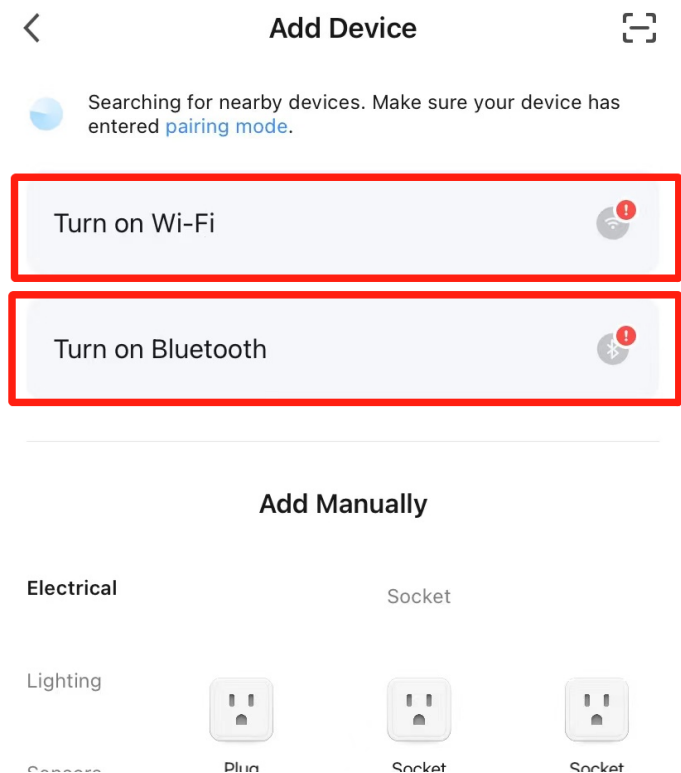 Add Device
Searching for nearby devices. Make sure your device has
entered pairing mode.
Turn on Wi-Fi
Turn on Bluetooth
Add Manually
Electrical
Socket
Lighting
Sensors
Plug
Socket
Socket